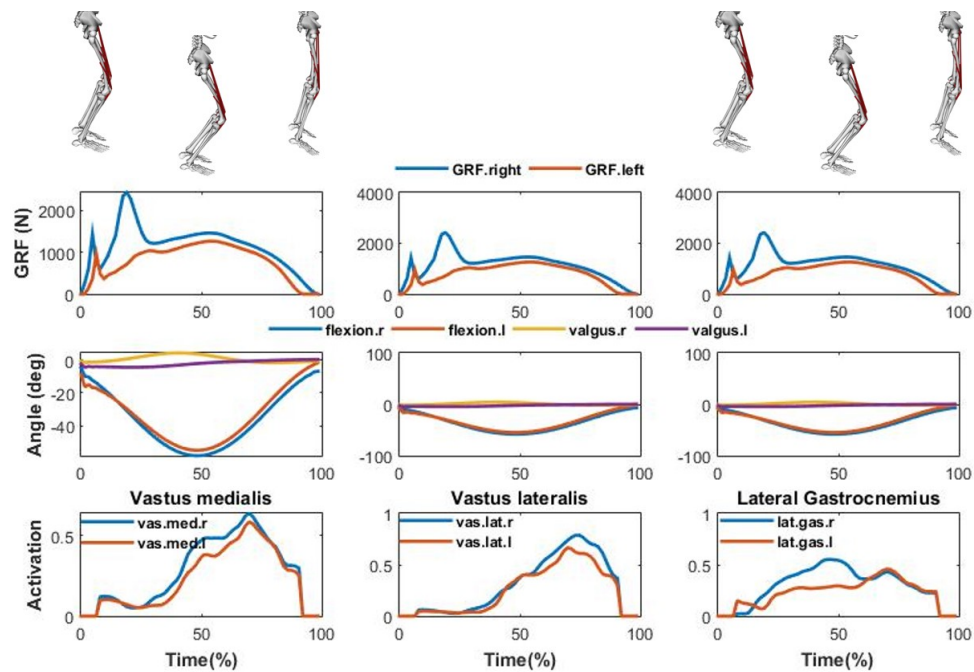 GRF.right GRF.left
GRF (N)
2000
1000
0
0 50 100
4000
2000
0
0 50 100
4000
2000
0
0 50 100
flexion.r flexion.l valgus.r valgus.l
Angle (deg)
0
-20
-40
0 50 100
100
0
-100
0 50 100
100
0
-100
0 50 100
Vastus medialis Vastus lateralis Lateral Gastrocnemius
Activation
0.5
0
vas.med.r
vas.med.l
0 50 100
1
0.5
0
vas.lat.r
vas.lat.l
0 50 100
1
0.5
0
lat.gas.r
lat.gas.l
0 50 100
Time(%) Time(%) Time(%)